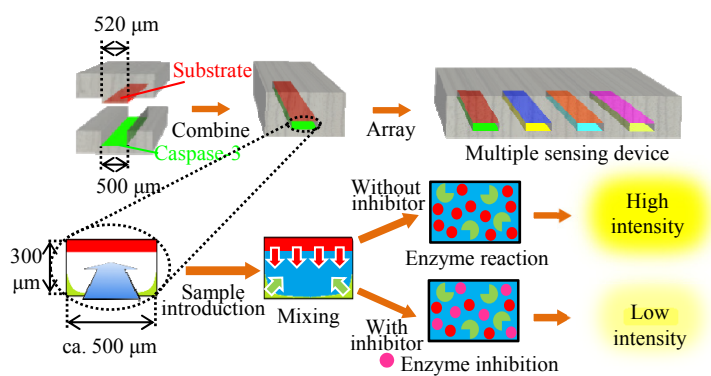 520 μm
Substrate
Combine
Caspase-3
500 μm
Array
Multiple sensing device
300
μm
ca. 500 μm
Sample
introduction
Mixing
Without
inhibitor
Enzyme reaction
High
intensity
With
inhibitor
Enzyme inhibition
Low
intensity